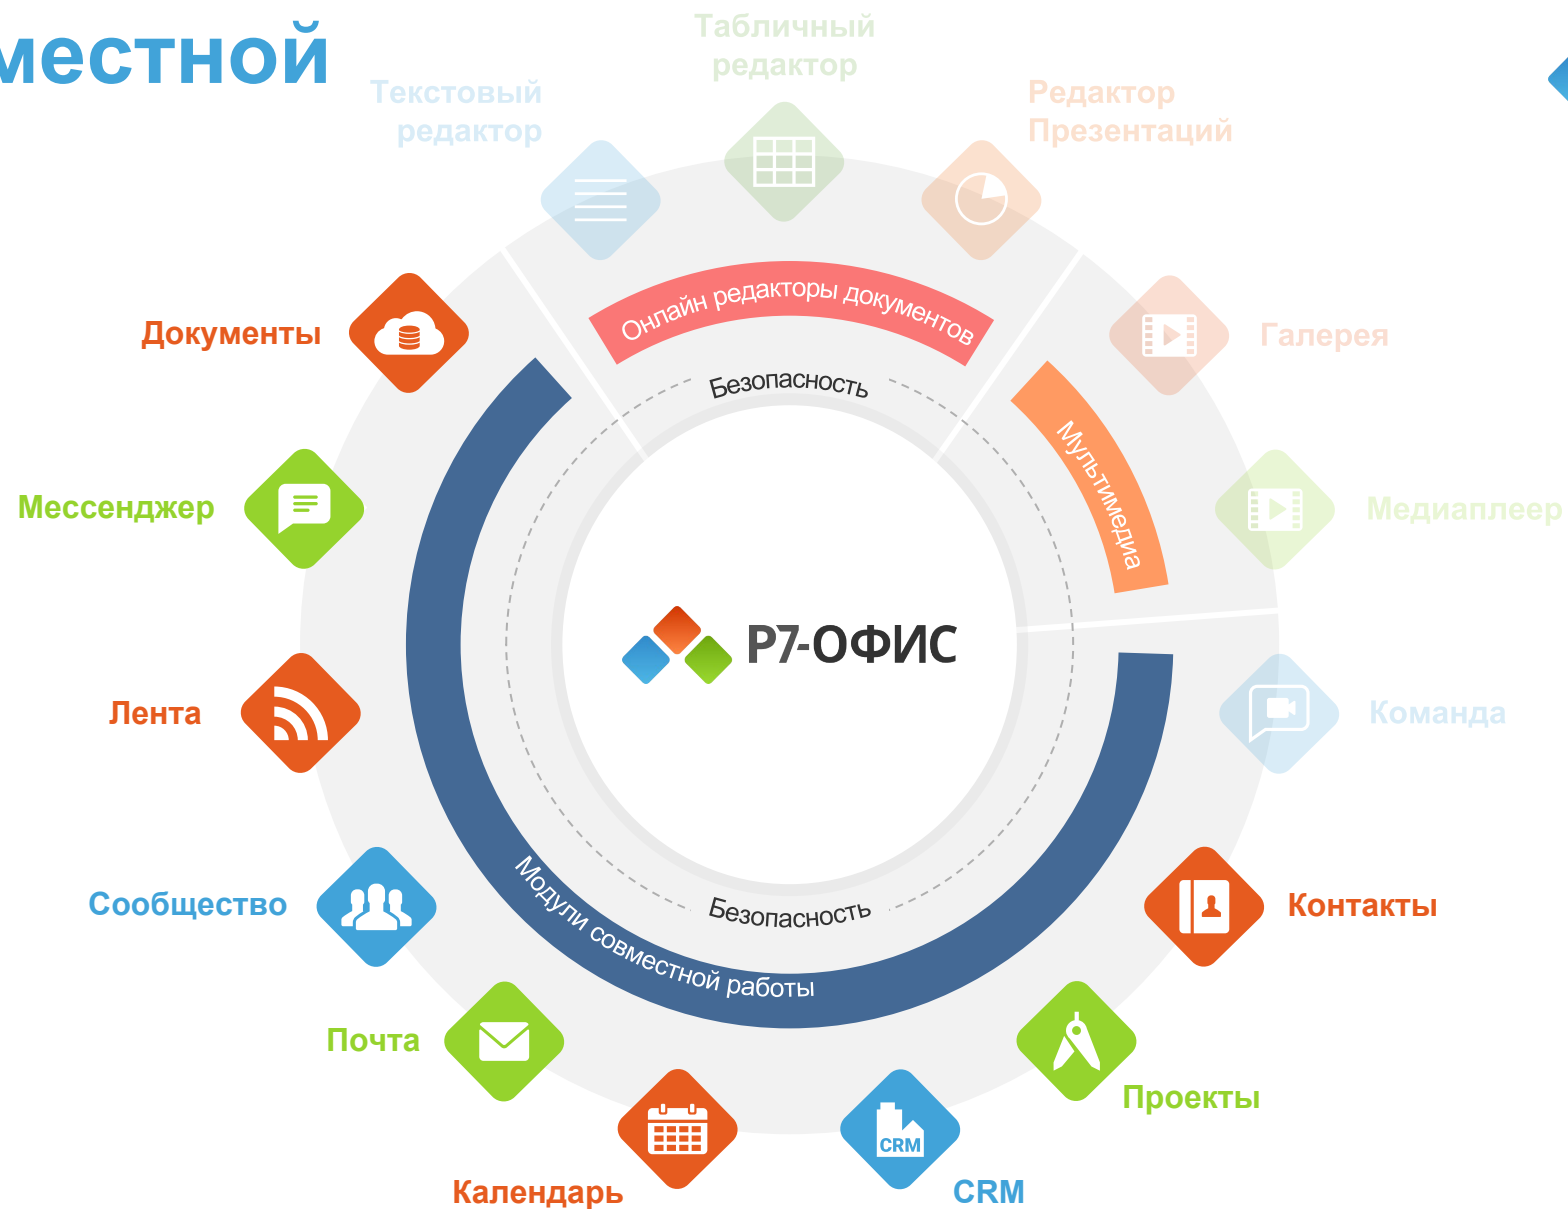 местной
Табличный
редактор
Текстовый
редактор
Редактор
Презентаций
Онлайн редакторы документов
Безопасность
Документы
Галерея
Мультимедиа
Мессенджер
Медиаплеер
Р7-ОФИС
Лента
Команда
Сообщество
Модули совместной работы
Безопасность
Контакты
Почта
Проекты
CRM
Календарь
CRM